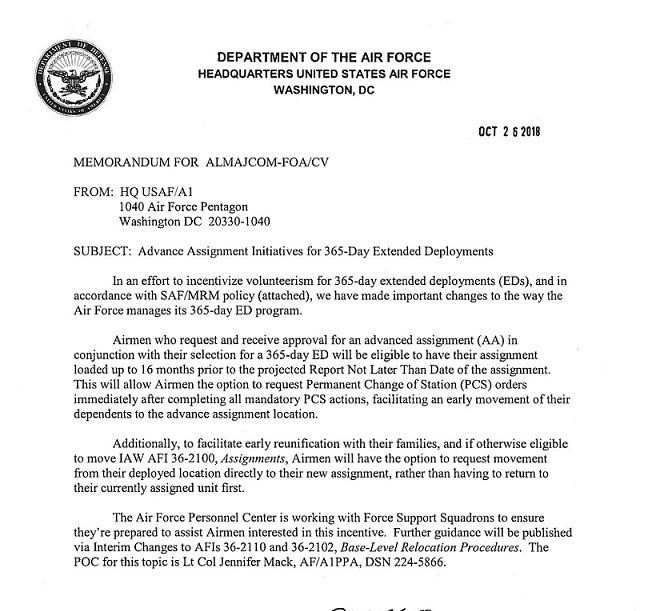 DEPARTMENT OF DEFENSE
UNITED STATES OF AMERICA
DEPARTMENT OF THE AIR FORCE
HEADQUARTERS UNITED STATES AIR FORCE
WASHINGTON, DC
OCT 26 2018
MEMORANDUM FOR ALMAJCOM-FOA/CV
FROM: HQ USAF/A1
1040 Air Force Pentagon
Washington DC 20330-1040
SUBJECT: Advance Assignment Initiatives for 365-Day Extended Deployments
In an effort to incentivize volunteerism for 365-day extended deployments (EDs), and in
accordance with SAF/MRM policy (attached), we have made important changes to the way the
Air Force manages its 365-day ED program.
Airmen who request and receive approval for an advanced assignment (AA) in
conjunction with their selection for a 365-day ED will be eligible to have their assignment
loaded up to 16 months prior to the projected Report Not Later Than Date of the assignment.
This will allow Airmen the option to request Permanent Change of Station (PCS) orders
immediately after completing all mandatory PCS actions, facilitating an early movement of their
dependents to the advance assignment location.
Additionally, to facilitate early reunification with their families, and if otherwise eligible
to move IAW AFI 36-2100, Assignments, Airmen will have the option to request movement
from their deployed location directly to their new assignment, rather than having to return to
their currently assigned unit first.
The Air Force Personnel Center is working with Force Support Squadrons to ensure
they're prepared to assist Airmen interested in this incentive. Further guidance will be published
via Interim Changes to AFIs 36-2110 and 36-2102, Base-Level Relocation Procedures. The
POC for this topic is Lt Col Jennifer Mack, AF/A1PPA, DSN 224-5866.